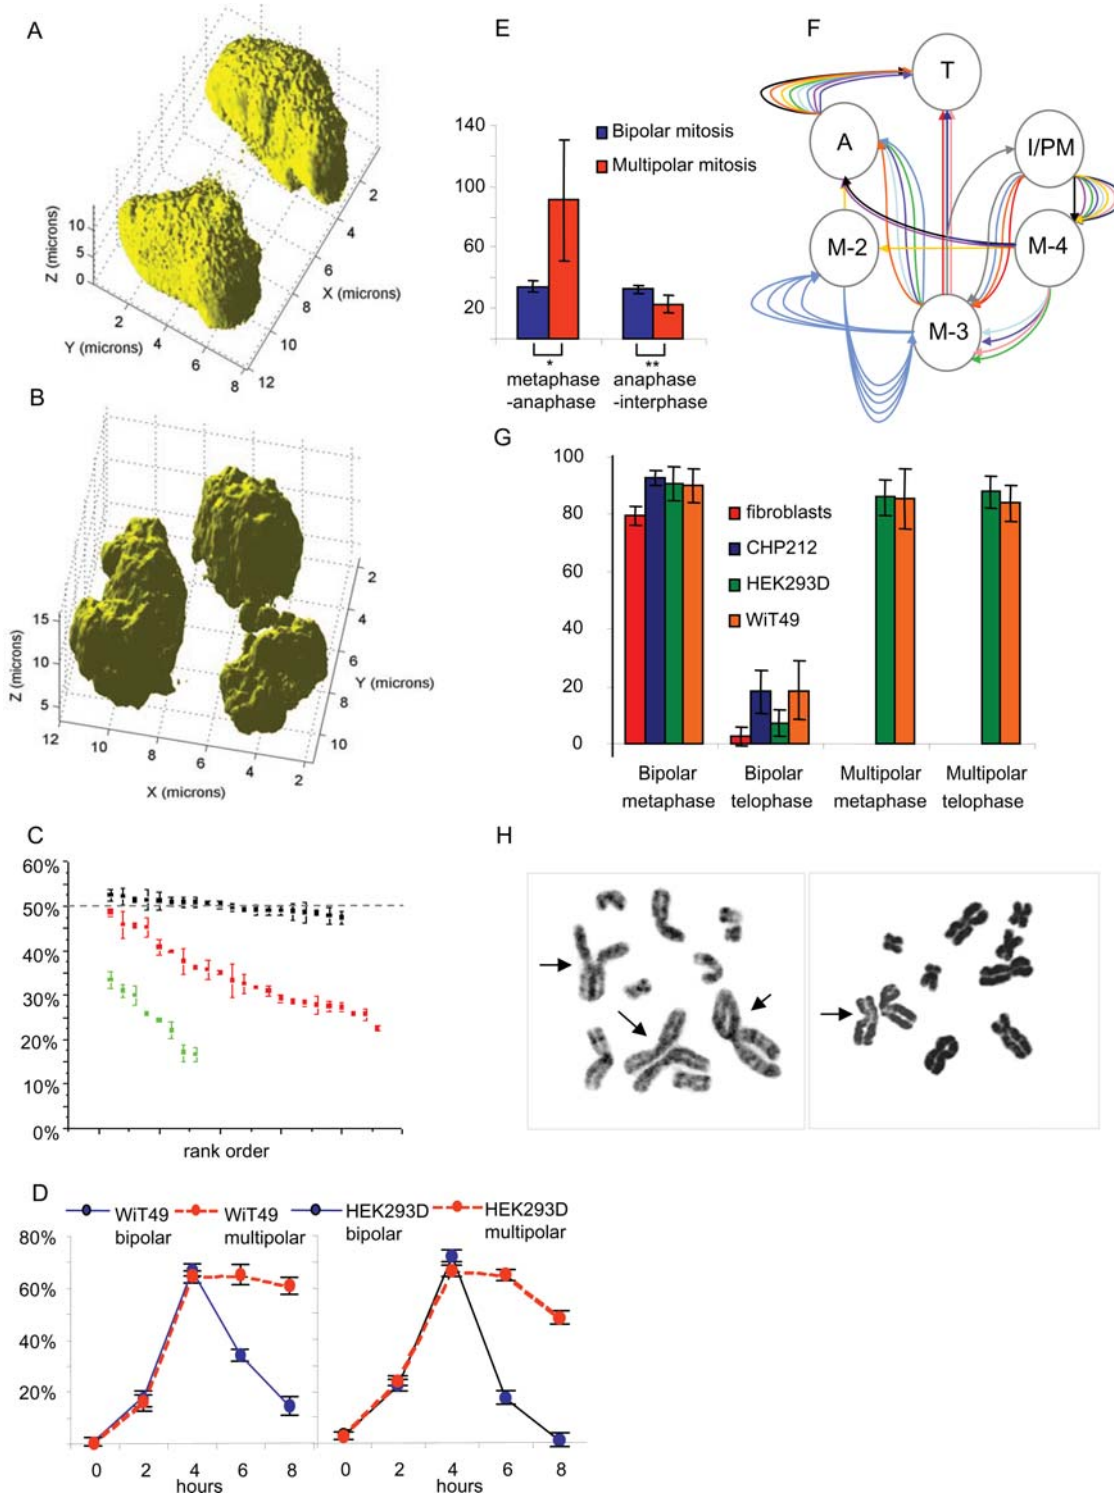 A
Z (microns)
10
5
0
2
4
6
8
Y (microns)
2
4
6
8
10
12
X (microns)
B
Z (microns)
15
10
5
12
10
8
6
4
2
X (microns)
2
4
6
8
10
Y (microns)
C
60%
50%
40%
30%
20%
10%
0%
rank order
D
WiT49
bipolar
WiT49
multipolar
HEK293D
bipolar
HEK293D
multipolar
80%
60%
40%
20%
0 2 4 6 8
hours
0 2 4 6 8
hours
E
140
100
60
20
Bipolar mitosis
Multipolar mitosis
* **
metaphase
-anaphase
anaphase
-interphase
F
T
A
I/PM
M-2
M-4
M-3
G
100
80
60
40
20
0
fibroblasts
CHP212
HEK293D
WiT49
Bipolar
metaphase
Bipolar
telophase
Multipolar
metaphase
Multipolar
telophase
H